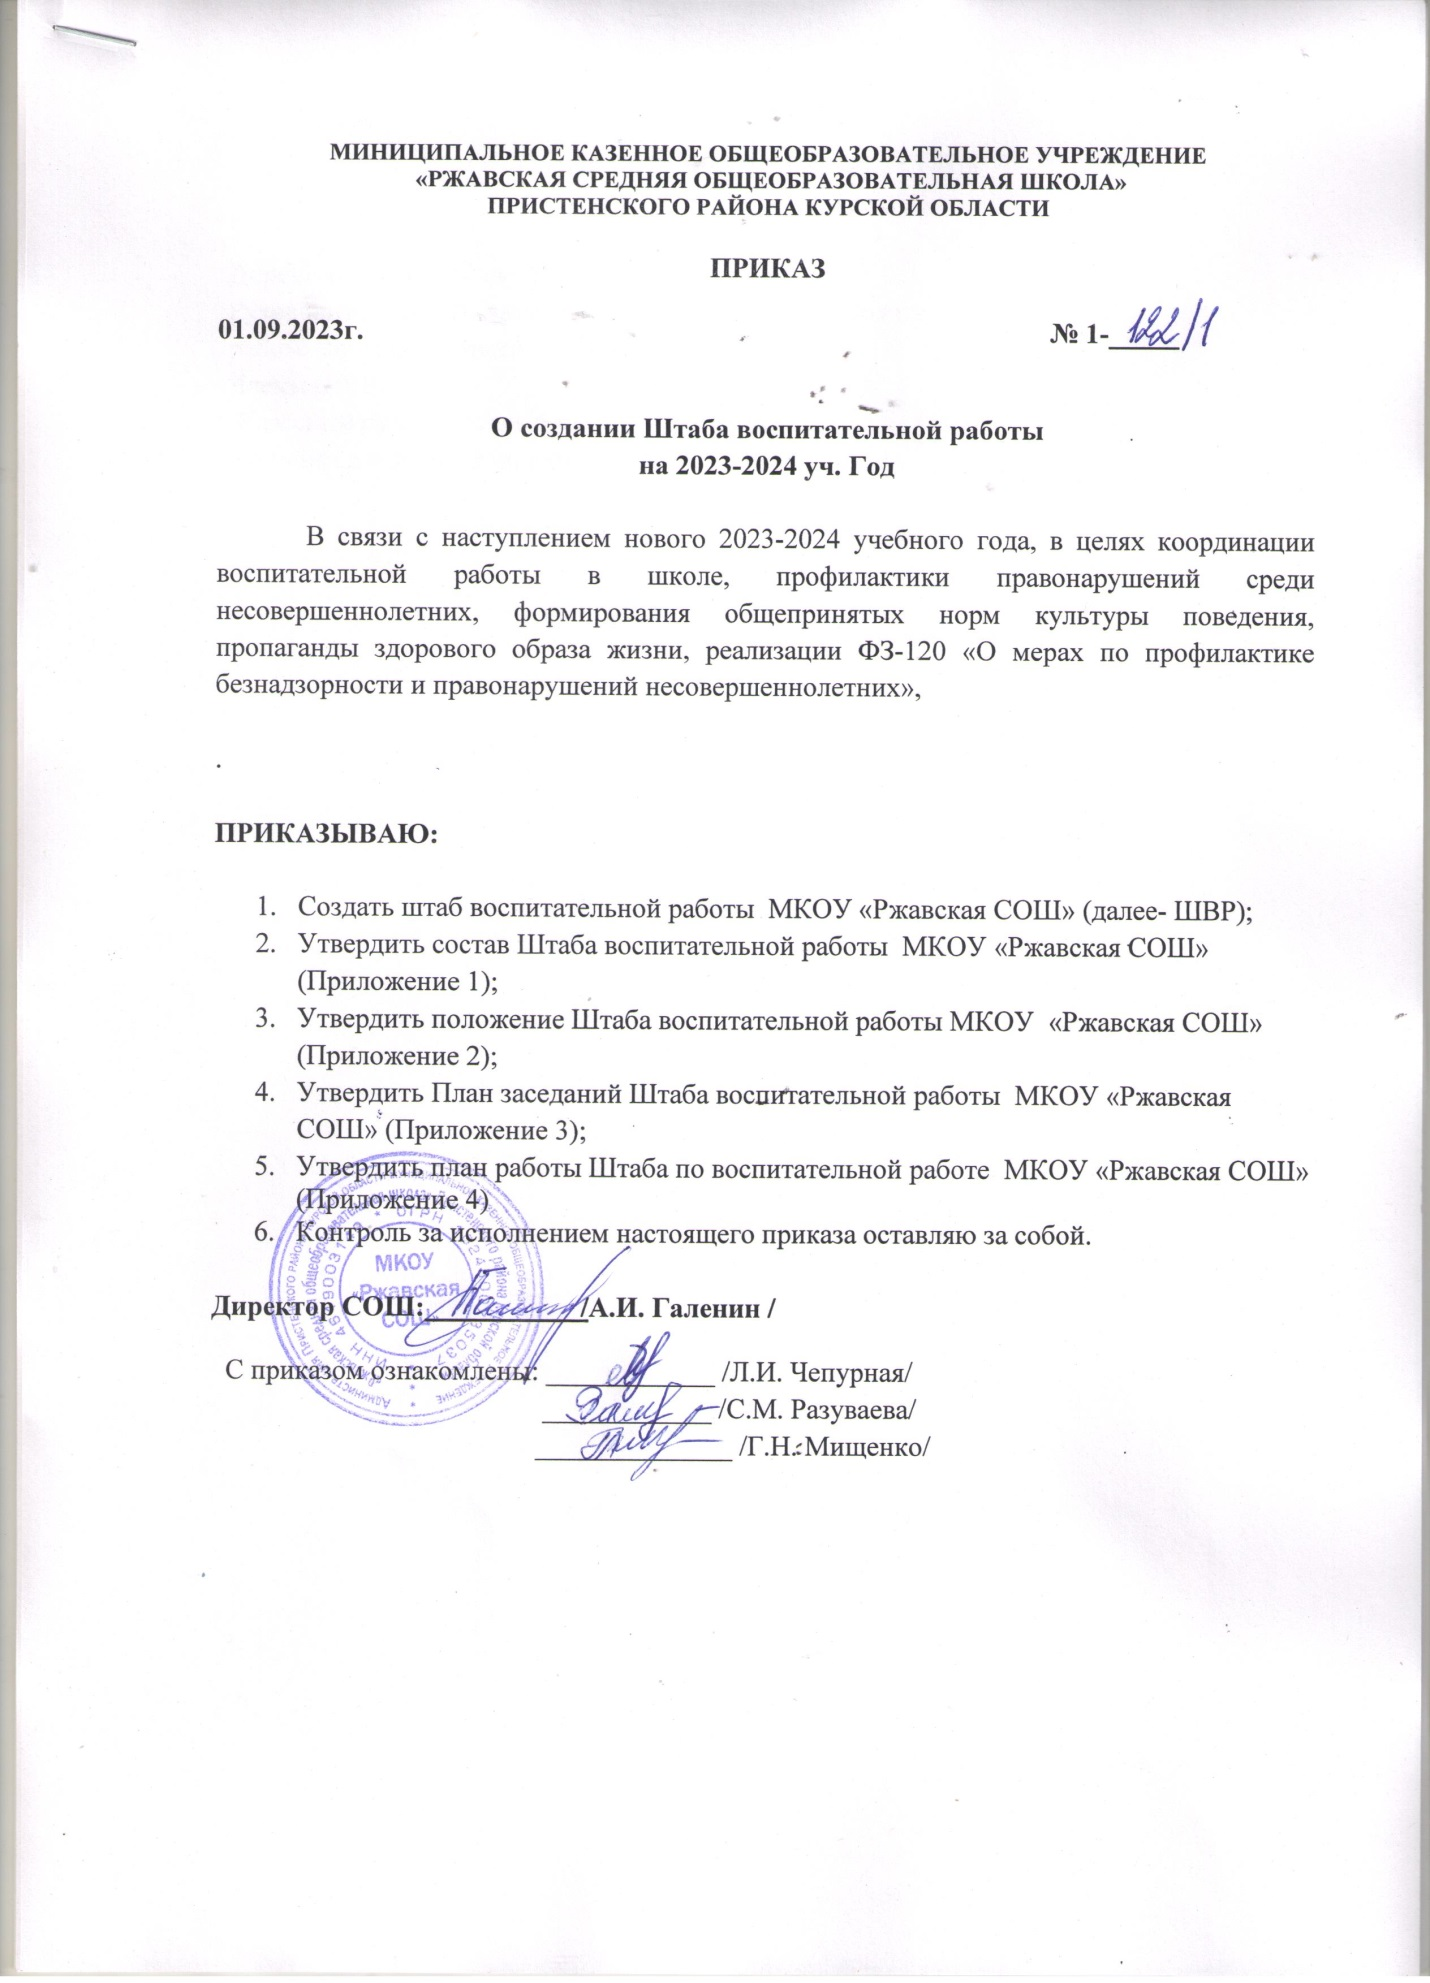 МИНИЦИПАЛЬНОЕ КАЗЕННОЕ ОБЩЕОБРАЗОВАТЕЛЬНОЕ УЧРЕЖДЕНИЕ
«РЖАВСКАЯ СРЕДНЯЯ ОБЩЕОБРАЗОВАТЕЛЬНАЯ ШКОЛА»
ПРИСТЕНСКОГО РАЙОНА КУРСКОЙ ОБЛАСТИ
ПРИКАЗ
01.09.2023г. № 1-122/1
О создании Штаба воспитательной работы
на 2023-2024 уч. Год
В связи с наступлением нового 2023-2024 учебного года, в целях координации
воспитательной работы в школе, профилактики правонарушений среди
несовершеннолетних, формирования общепринятых норм культуры поведения,
пропаганды здорового образа жизни, реализации ФЗ-120 «О мерах по профилактике
безнадзорности и правонарушений несовершеннолетних»,
.
ПРИКАЗЫВАЮ:
1. Создать штаб воспитательной работы МКОУ «Ржавская СОШ» (далее- ШВР);
2. Утвердить состав Штаба воспитательной работы МКОУ «Ржавская СОШ»
(Приложение 1);
3. Утвердить положение Штаба воспитательной работы МКОУ «Ржавская СОШ»
(Приложение 2);
4. Утвердить План заседаний Штаба воспитательной работы МКОУ «Ржавская
СОШ» (Приложение 3);
5. Утвердить план работы Штаба по воспитательной работе МКОУ «Ржавская СОШ»
(Приложение 4)
6. Контроль за исполнением настоящего приказа оставляю за собой.
МКОУ
«Ржавская
СОШ»
Директор СОШ: /А.И. Галенин /
С приказом ознакомлены: /Л.И. Чепурная/
/С.М. Разуваева/
/Г.Н. Мищенко/